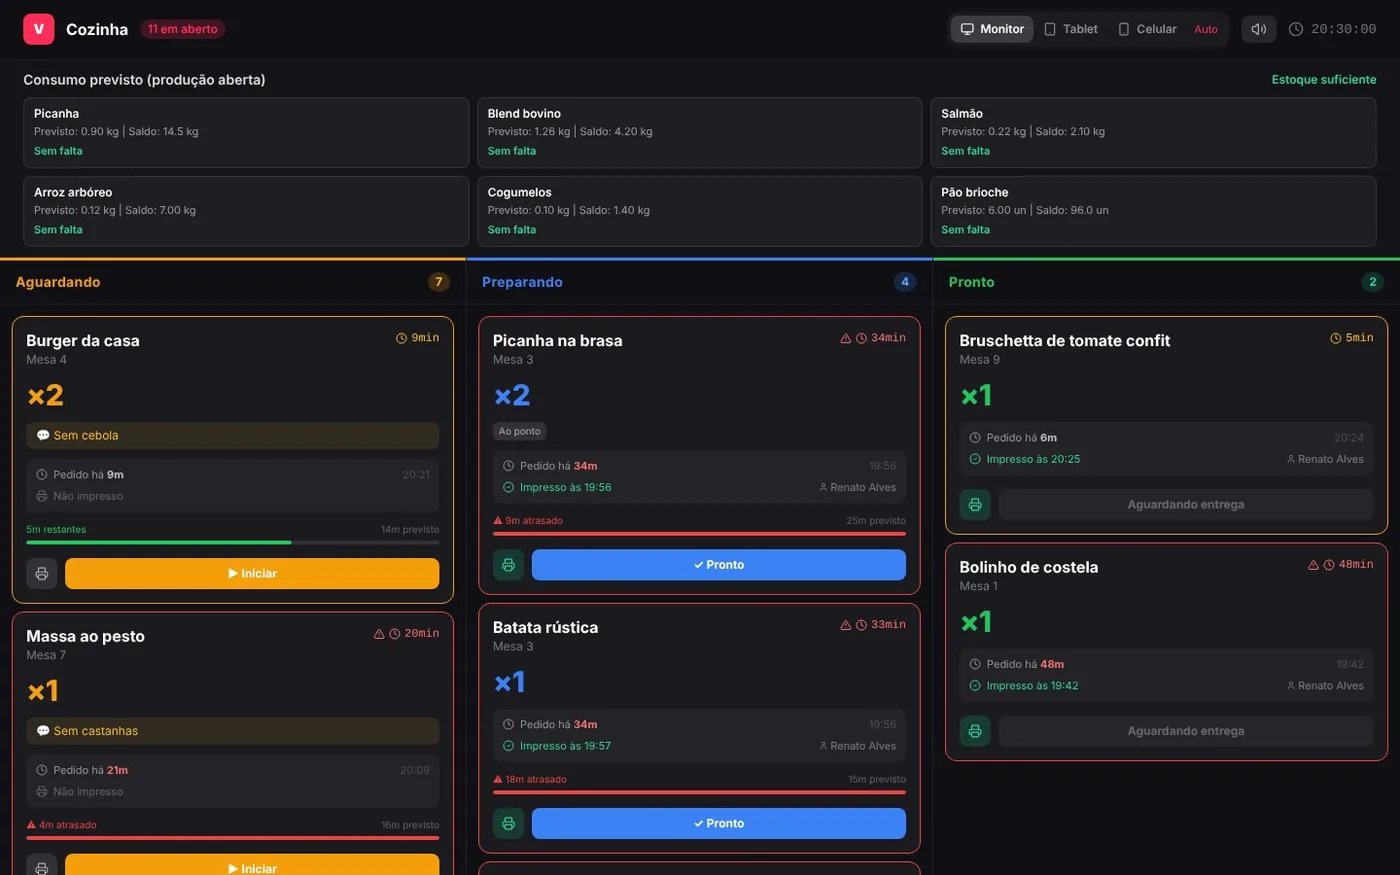 V Cozinha 11 em aberto
Monitor Tablet Celular Auto 20:30:00
Consumo previsto (produção aberta)
Estoque suficiente
Picanha
Previsto: 0.90 kg | Saldo: 14.5 kg
Sem falta
Blend bovino
Previsto: 1.26 kg | Saldo: 4.20 kg
Sem falta
Salmão
Previsto: 0.22 kg | Saldo: 2.10 kg
Sem falta
Arroz arbóreo
Previsto: 0.12 kg | Saldo: 7.00 kg
Sem falta
Cogumelos
Previsto: 0.10 kg | Saldo: 1.40 kg
Sem falta
Pão brioche
Previsto: 6.00 un | Saldo: 96.0 un
Sem falta
Aguardando 7
Burger da casa 9min
Mesa 4
×2
💬 Sem cebola
Pedido há 9m 20:21
Não impresso
5m restantes 14m previsto
▶ Iniciar
Massa ao pesto 20min
Mesa 7
×1
💬 Sem castanhas
Pedido há 21m 20:09
Não impresso
4m atrasado 16m previsto
▶ Iniciar
Preparando 4
Picanha na brasa 34min
Mesa 3
×2
Ao ponto
Pedido há 34m 19:56
Impresso às 19:56 Renato Alves
9m atrasado 25m previsto
✓ Pronto
Batata rústica 33min
Mesa 3
×1
Pedido há 34m 19:56
Impresso às 19:57 Renato Alves
18m atrasado 15m previsto
✓ Pronto
Pronto 2
Bruschetta de tomate confit 5min
Mesa 9
×1
Pedido há 6m 20:24
Impresso às 20:25 Renato Alves
Aguardando entrega
Bolinho de costela 48min
Mesa 1
×1
Pedido há 48m 19:42
Impresso às 19:42 Renato Alves
Aguardando entrega